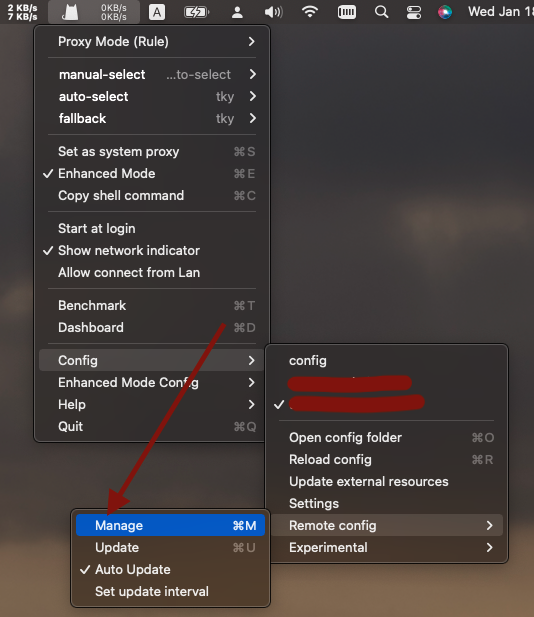 2 KB/s
7 KB/s
0KB/s
0KB/s
A
Wed Jan 18
Proxy Mode (Rule)
manual-select ...to-select
auto-select tky
fallback tky
Set as system proxy ⌘S
✓ Enhanced Mode ⌘E
Copy shell command ⌘C
Start at login
✓ Show network indicator
Allow connect from Lan
Benchmark ⌘T
Dashboard ⌘D
Config
Enhanced Mode Config
Help
Quit ⌘Q
config
Open config folder ⌘O
Reload config ⌘R
Update external resources
Settings
Remote config
Experimental
Manage ⌘M
Update ⌘U
✓ Auto Update
Set update interval